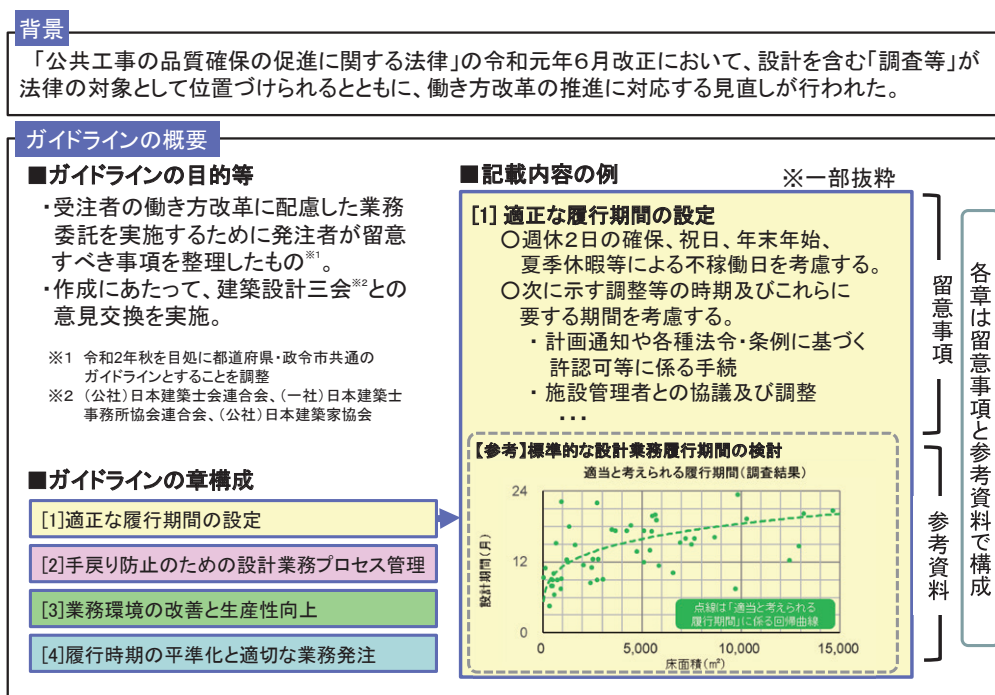 背景
「公共工事の品質確保の促進に関する法律」の令和元年6月改正において、設計を含む「調査等」が
法律の対象として位置づけられるとともに、働き方改革の推進に対応する見直しが行われた。
ガイドラインの概要
■ガイドラインの目的等
・受注者の働き方改革に配慮した業務
委託を実施するために発注者が留意
すべき事項を整理したもの※1。
・作成にあたって、建築設計三会※2との
意見交換を実施。
※1 令和2年秋を目処に都道府県・政令市共通の
ガイドラインとすることを調整
※2 (公社)日本建築士会連合会、(一社)日本建築士
事務所協会連合会、(公社)日本建築家協会
■ガイドラインの章構成
[1]適正な履行期間の設定
[2]手戻り防止のための設計業務プロセス管理
[3]業務環境の改善と生産性向上
[4]履行時期の平準化と適切な業務発注
■記載内容の例
※一部抜粋
[1] 適正な履行期間の設定
○週休2日の確保、祝日、年末年始、
夏季休暇等による不稼働日を考慮する。
○次に示す調整等の時期及びこれらに
要する期間を考慮する。
・計画通知や各種法令・条例に基づく
許認可等に係る手続
・施設管理者との協議及び調整
・・・
【参考】標準的な設計業務履行期間の検討
適当と考えられる履行期間(調査結果)
24
12
0
設計期間(月)
点線は「適当と考えられる
履行期間」に係る回帰曲線
0 5,000 10,000 15,000
床面積(㎡)
留意事項
参考資料
各章は留意事項と参考資料で構成